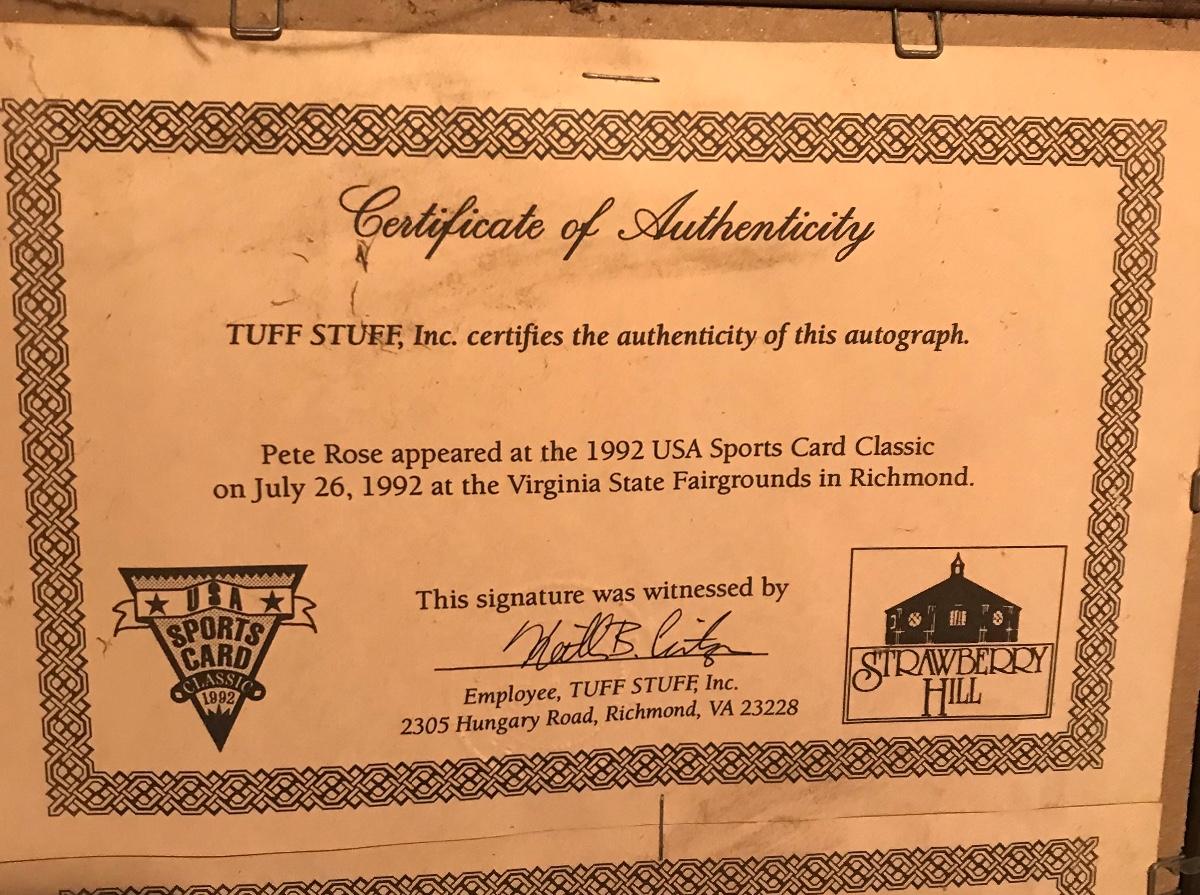 Certificate of Authenticity
TUFF STUFF, Inc. certifies the authenticity of this autograph.
Pete Rose appeared at the 1992 USA Sports Card Classic
on July 26, 1992 at the Virginia State Fairgrounds in Richmond.
USA
SPORTS
CARD
CLASSIC
1992
This signature was witnessed by
Employee, TUFF STUFF, Inc.
2305 Hungary Road, Richmond, VA 23228
STRAWBERRY
HILL